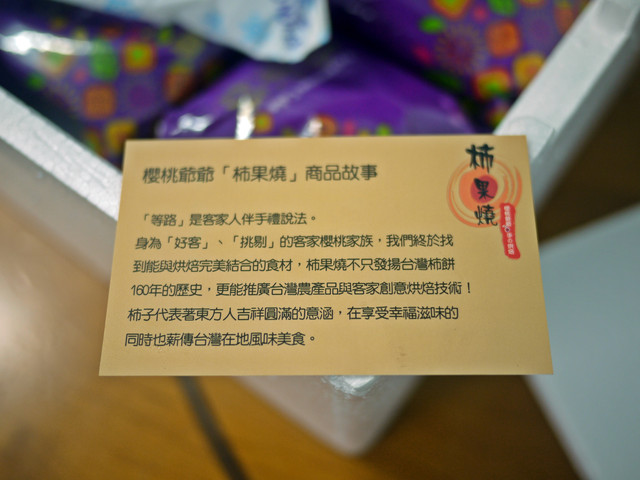 櫻桃爺爺「柿果燒」商品故事
柿果燒
「等路」是客家人伴手禮說法。
身為「好客」、「挑剔」的客家櫻桃家族，我們終於找
到能與烘焙完美結合的食材，柿果燒不只發揚台灣柿餅
160年的歷史，更能推廣台灣農產品與客家創意烘焙技術！
柿子代表著東方人吉祥圓滿的意涵，在享受幸福滋味的
同時也薪傳台灣在地風味美食。